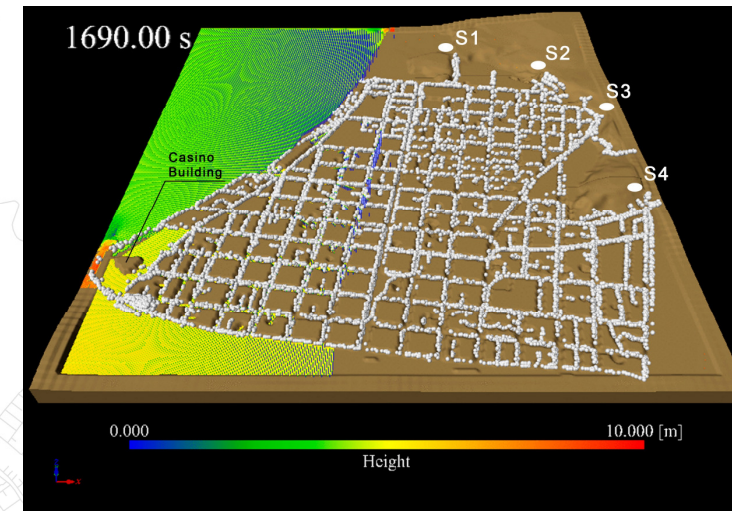 1690.00 s
S1
S2
S3
Casino
Building
S4
0.000
10.000 [m]
Height
x